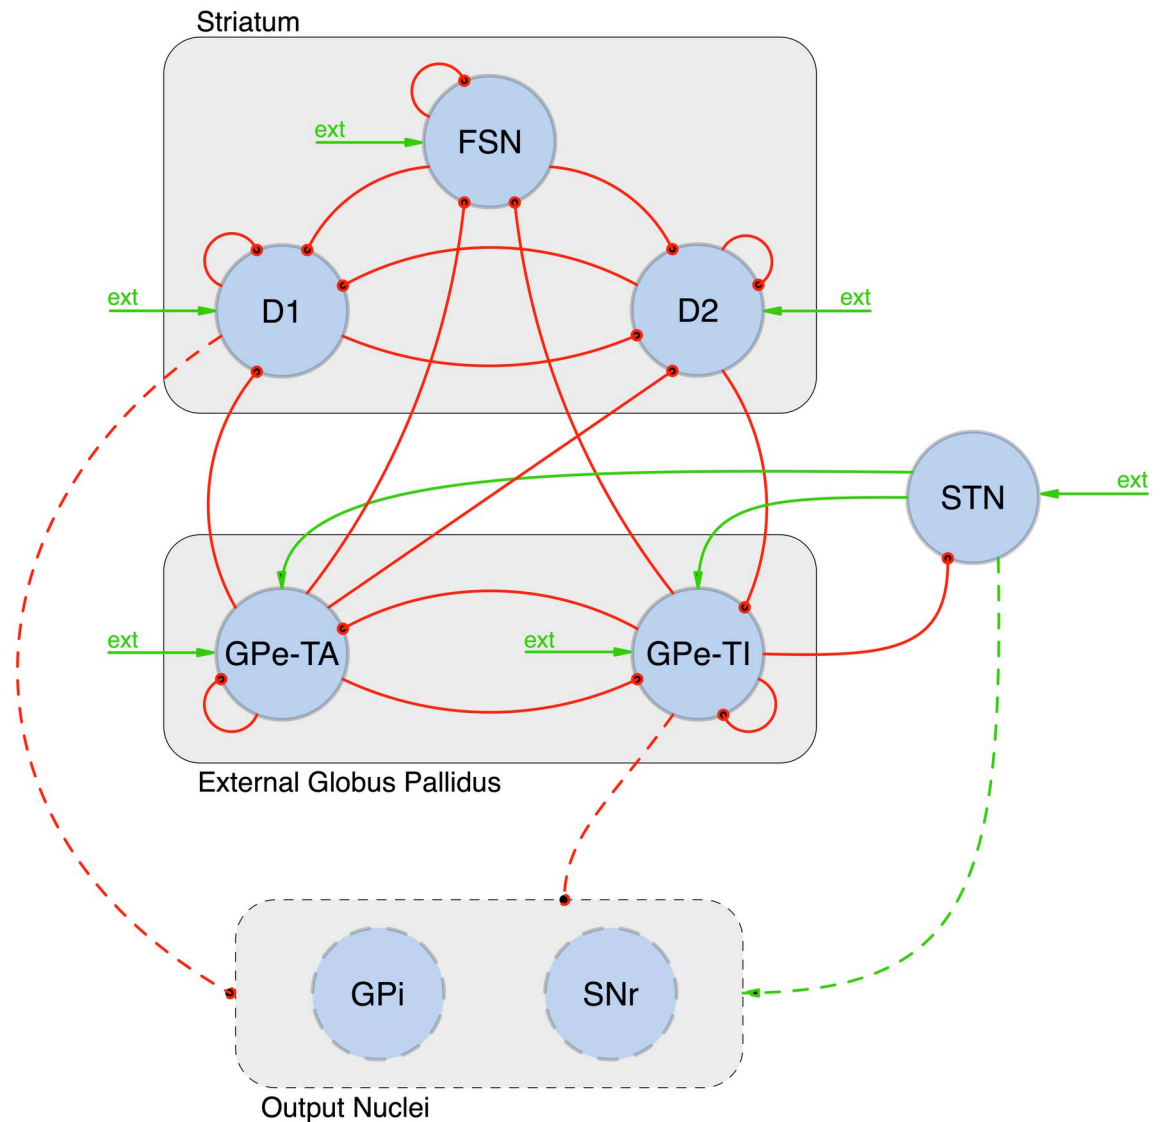 Striatum
ext
FSN
ext
D1
D2
ext
STN
ext
ext
GPe-TA
ext
GPe-TI
External Globus Pallidus
GPi
SNr
Output Nuclei